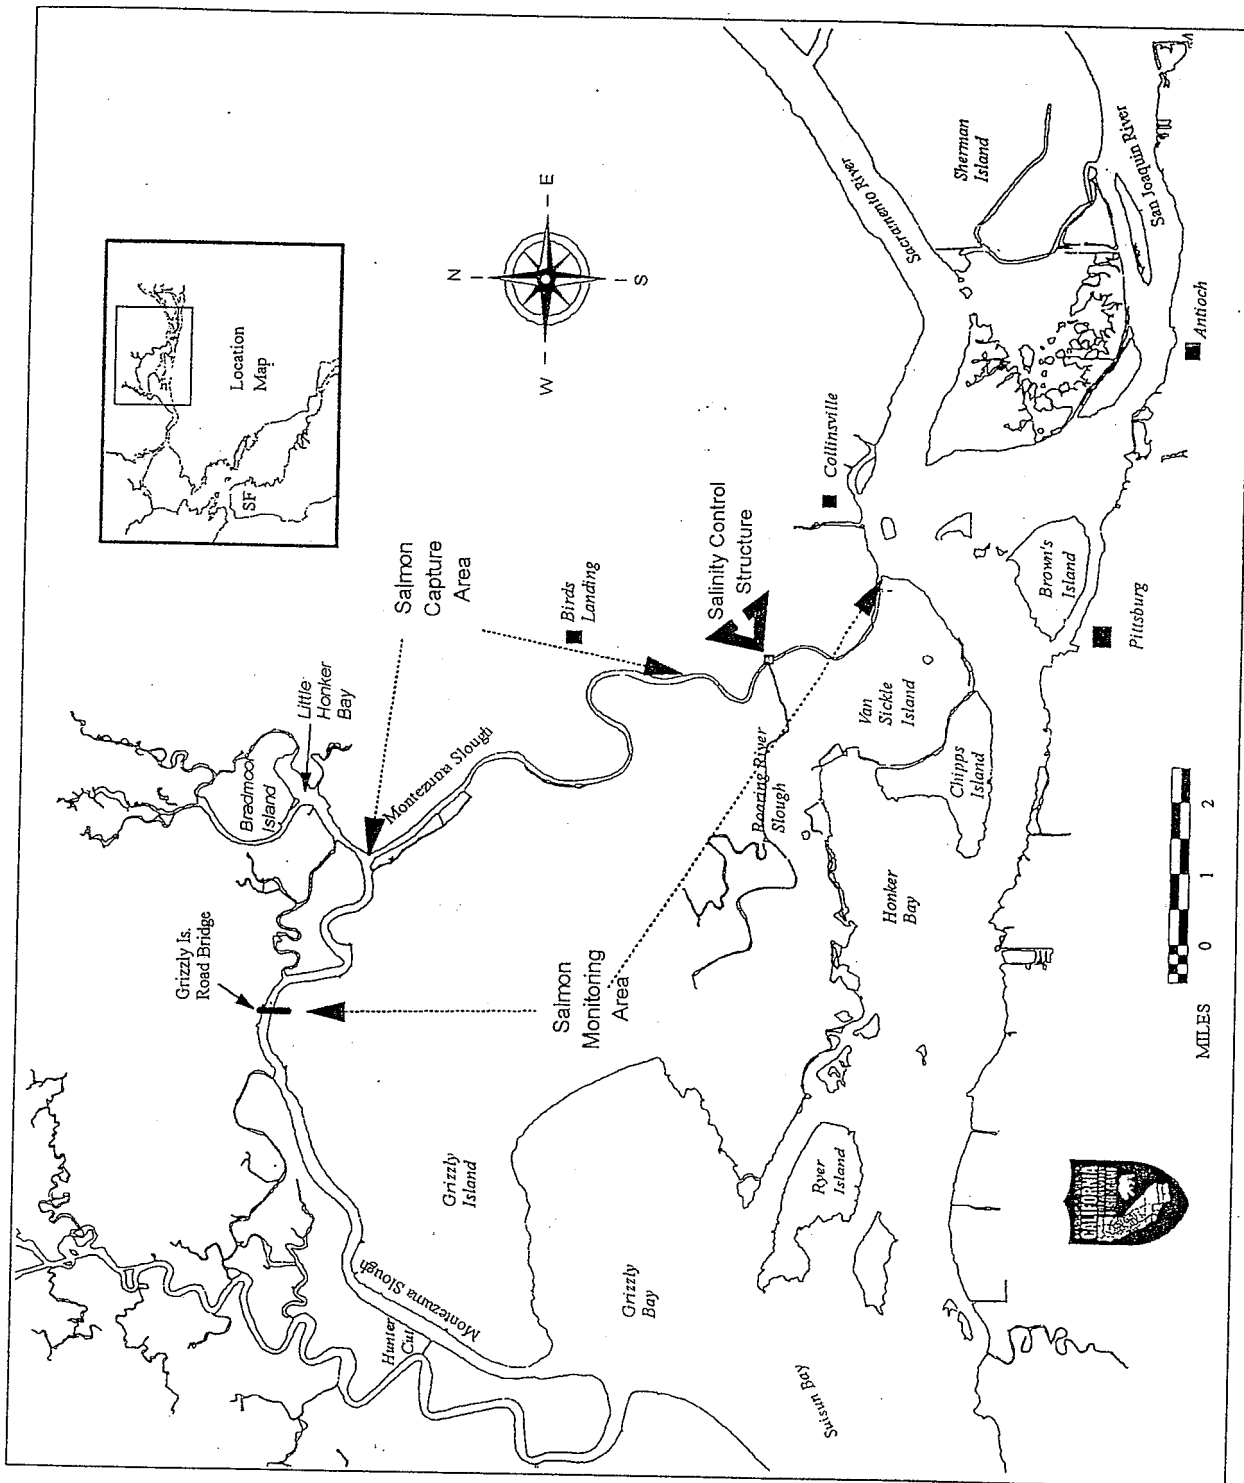 Location
Map
SF
N
W
E
S
Salmon
Capture
Area
Birds
Landing
Little
Honker
Bay
Bradmoor
Island
Montezuma Slough
Grizzly Is.
Road Bridge
Salmon
Monitoring
Area
Salinity Control
Structure
Collinsville
Sacramento River
Sherman
Island
San Joaquin River
Antioch
Brown's
Island
Pittsburg
Van
Sickle
Island
Chipps
Island
Roaring River
Slough
Honker
Bay
Grizzly
Island
Montezuma Slough
Hunter
Cut
Grizzly
Bay
Ryer
Island
Suisun Bay
MILES
0
1
2
CALIFORNIA